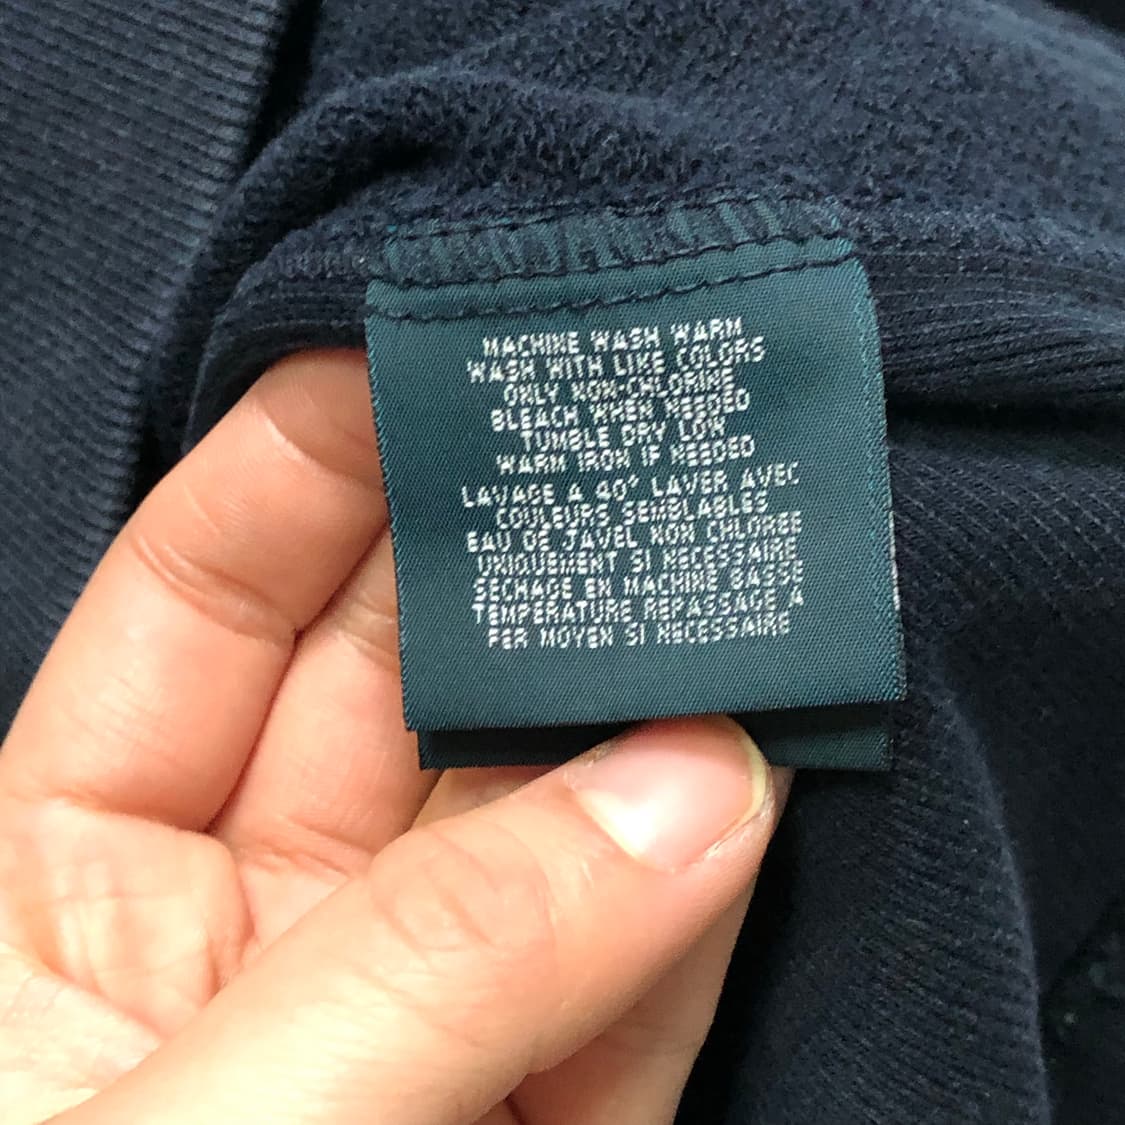 MACHINE WASH WARM
WASH WITH LIKE COLORS
ONLY NON-CHLORINE
BLEACH WHEN NEEDED
TUMBLE DRY LOW
WARM IRON IF NEEDED
LAVAGE A 40° LAVER AVEC
COULEURS SEMBLABLES
EAU DE JAVEL NON CHLOREE
UNIQUEMENT SI NECESSAIRE
SECHAGE EN MACHINE BASSE
TEMPERATURE REPASSAGE A
FER MOYEN SI NECESSAIRE